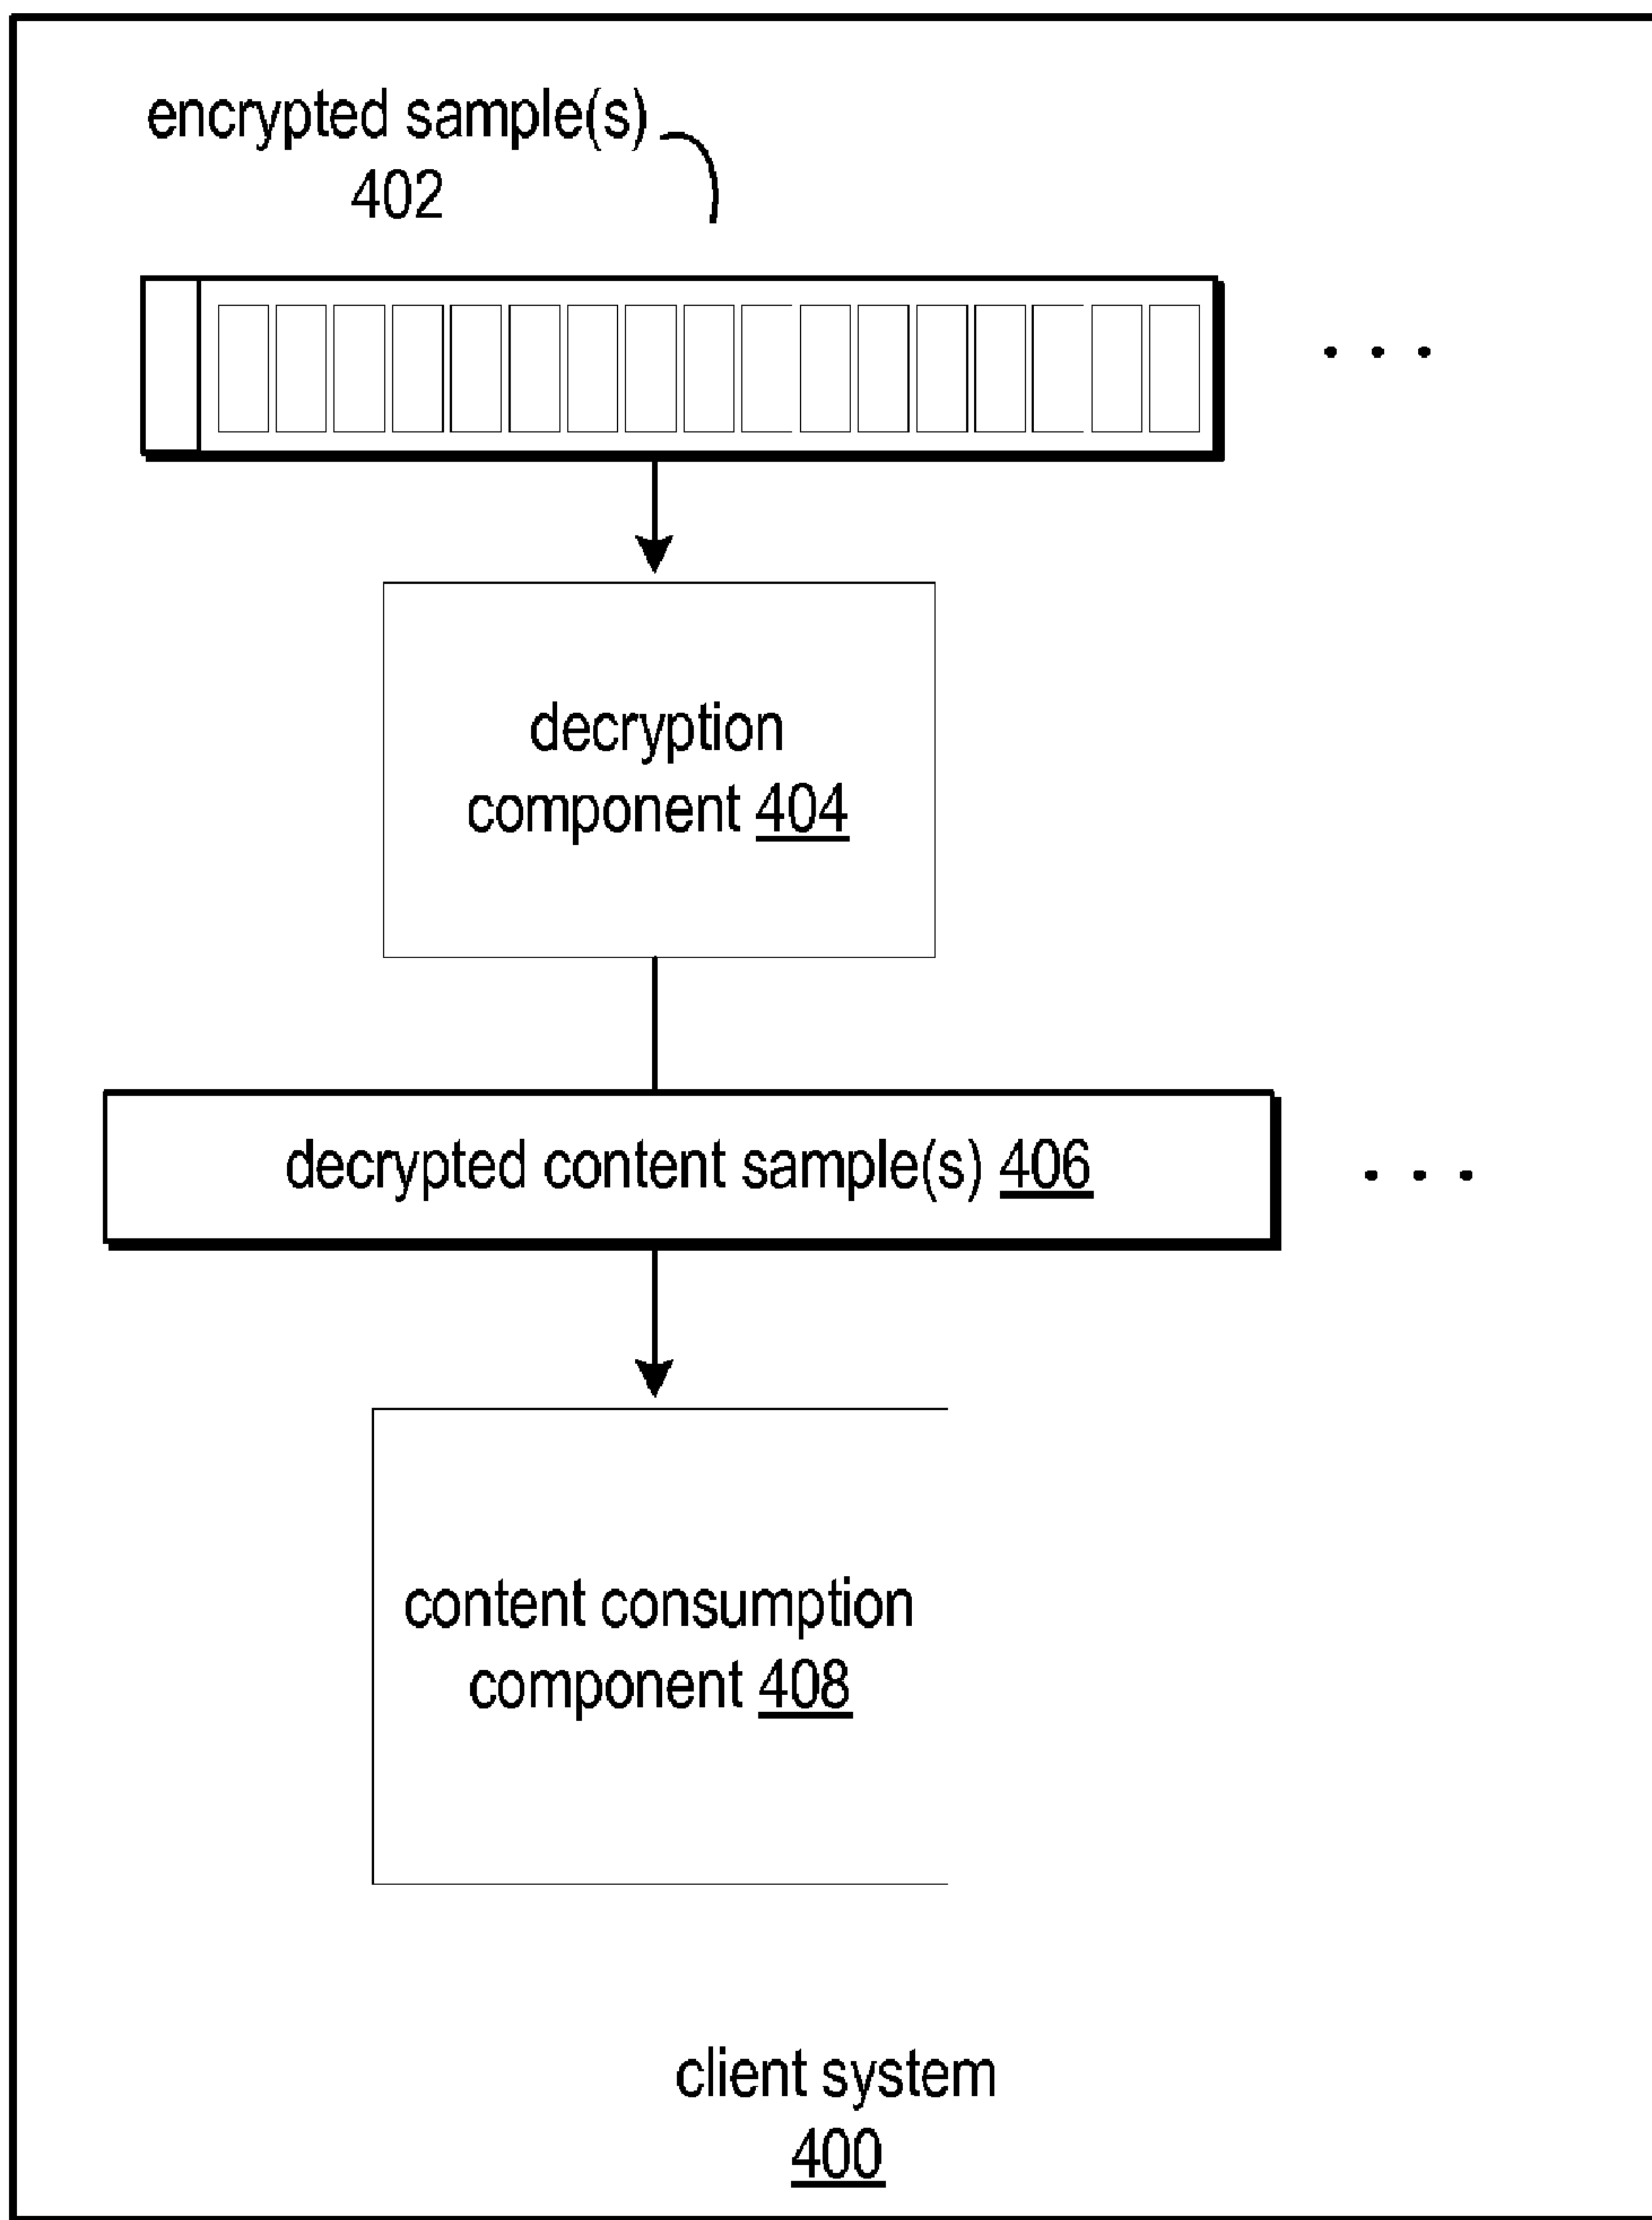 encrypted sample(s)
402
. . .
decryption
component 404
decrypted content sample(s) 406
. . .
content consumption
component 408
client system
400